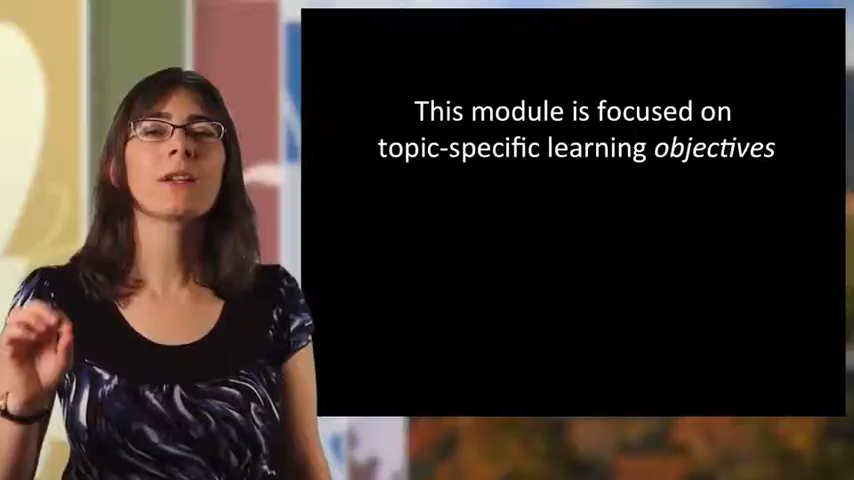 This module is focused on
topic-specific learning objectives